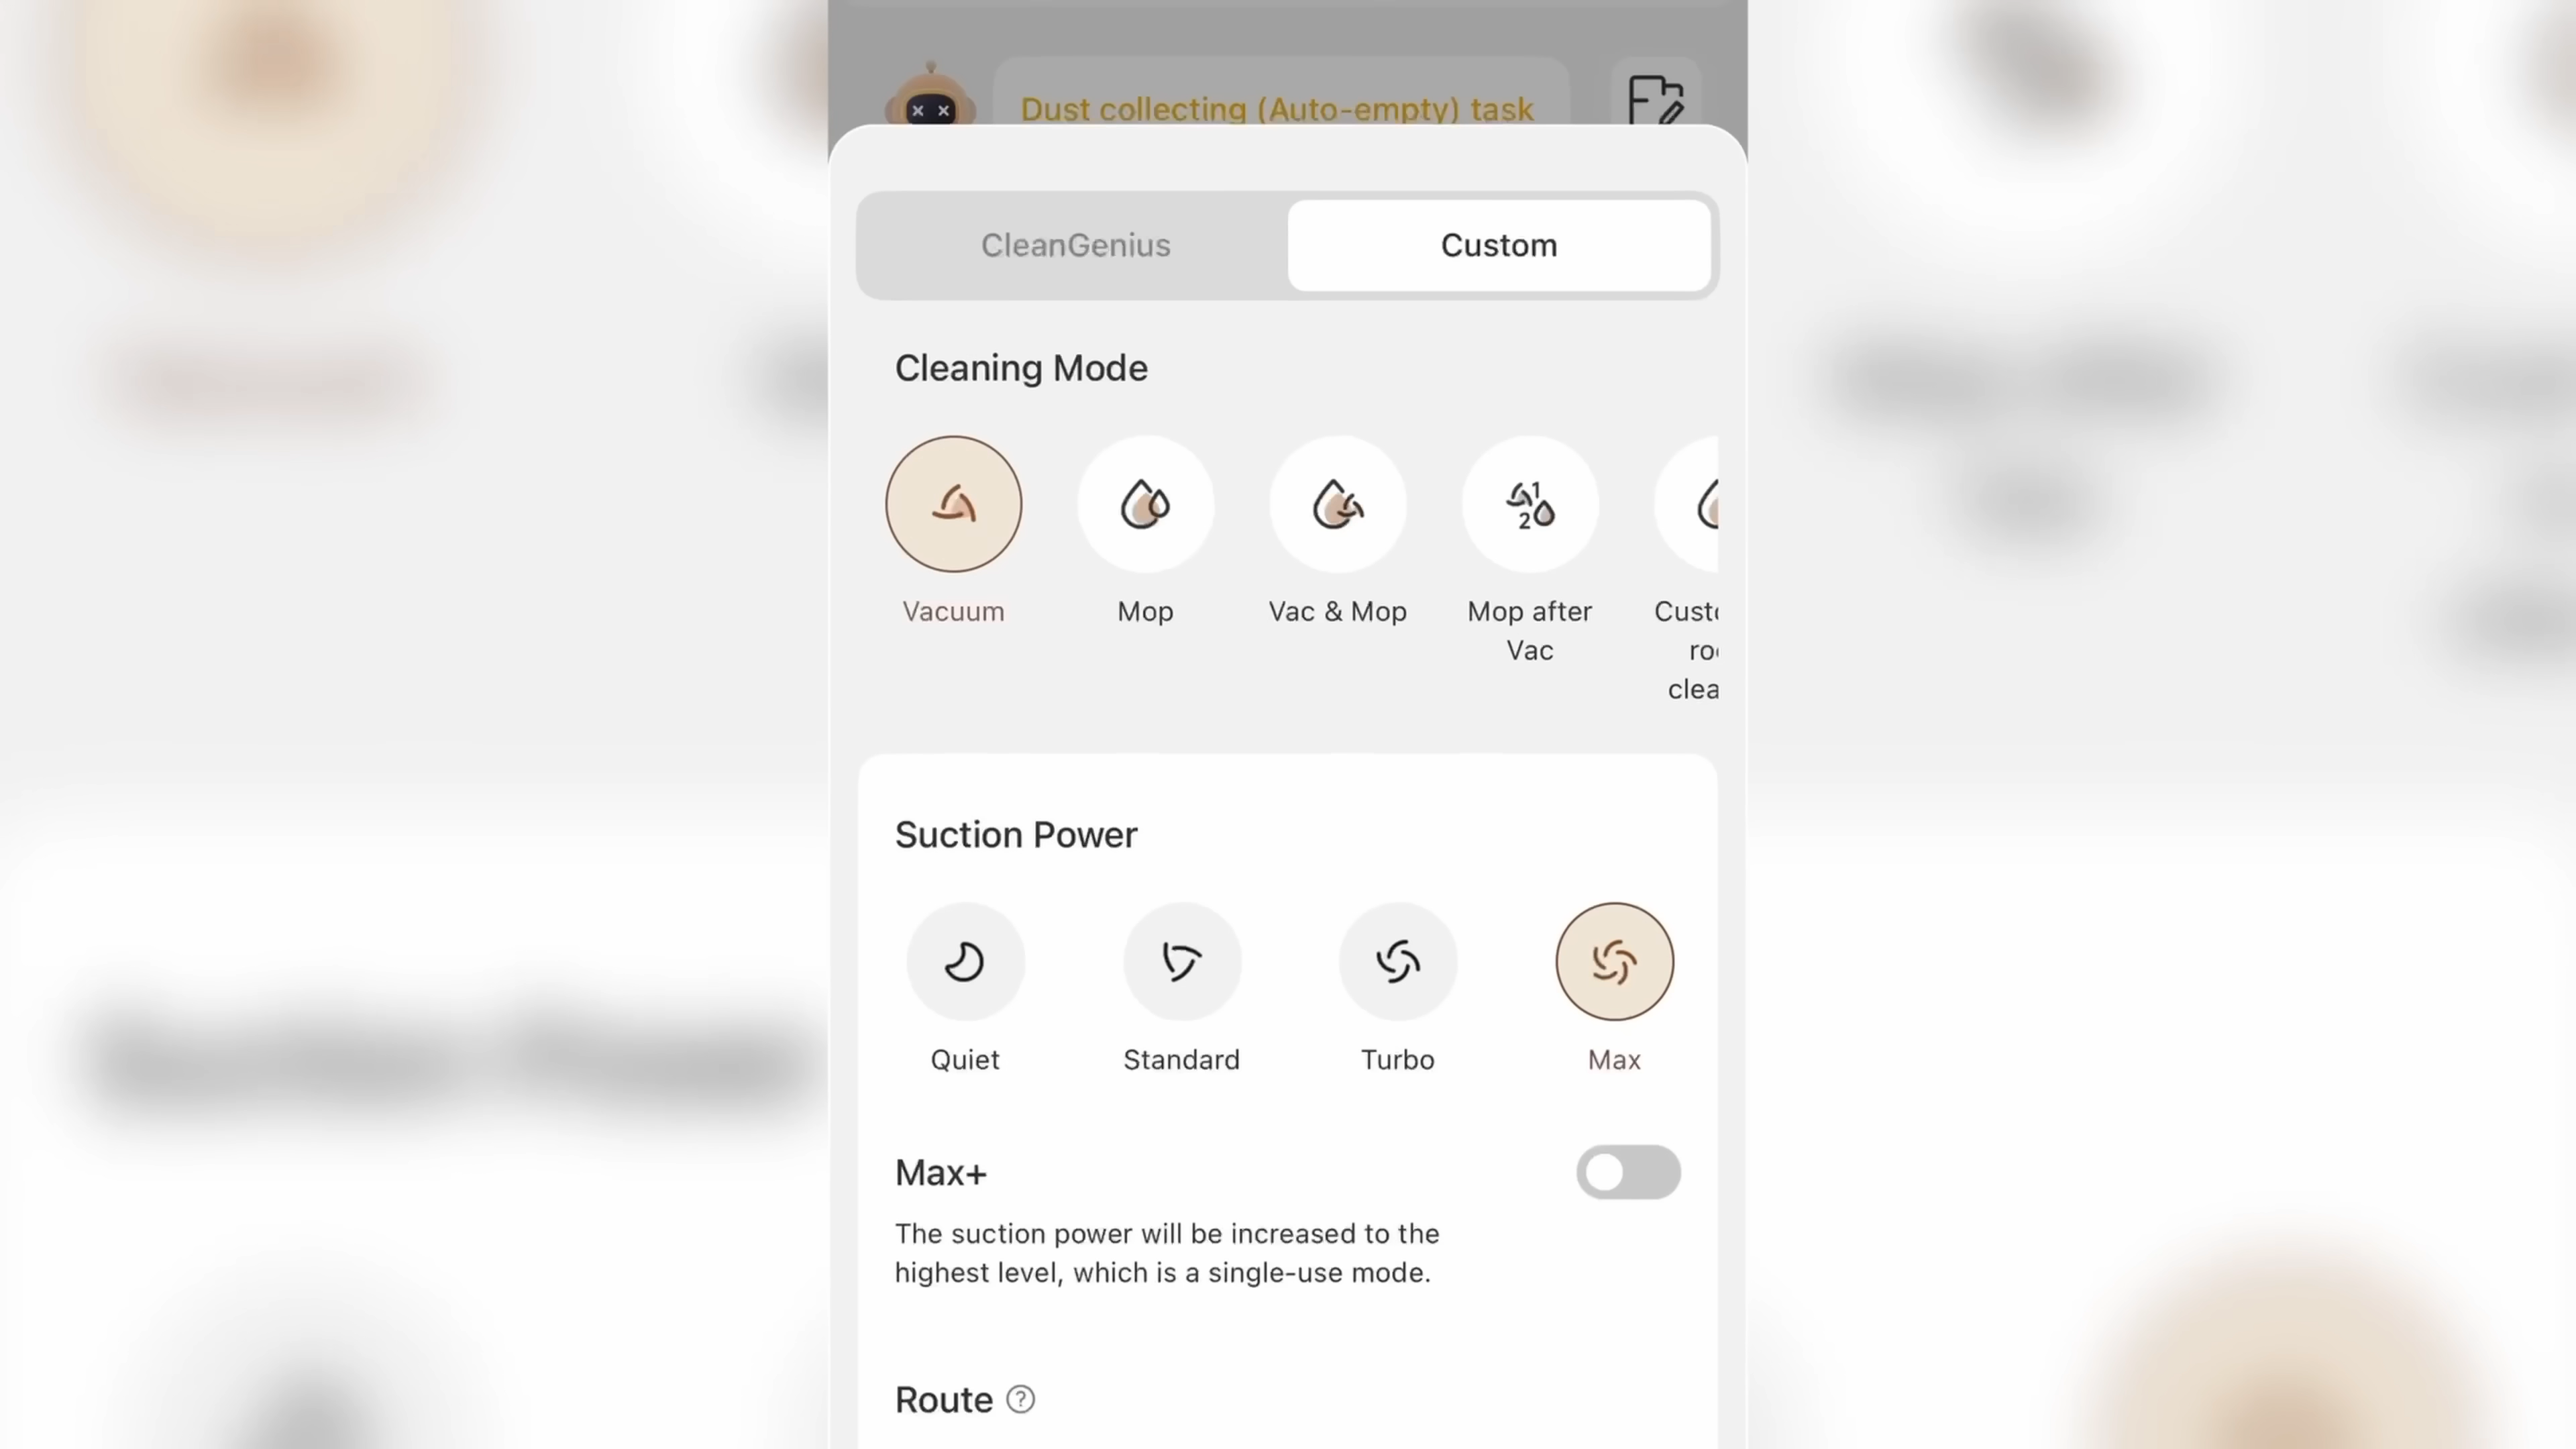 Dust collecting (Auto-empty) task
CleanGenius
Custom
Cleaning Mode
Vacuum
Mop
Vac & Mop
Mop after
Vac
Suction Power
Quiet
Standard
Turbo
Max
Max+
The suction power will be increased to the
highest level, which is a single-use mode.
Route